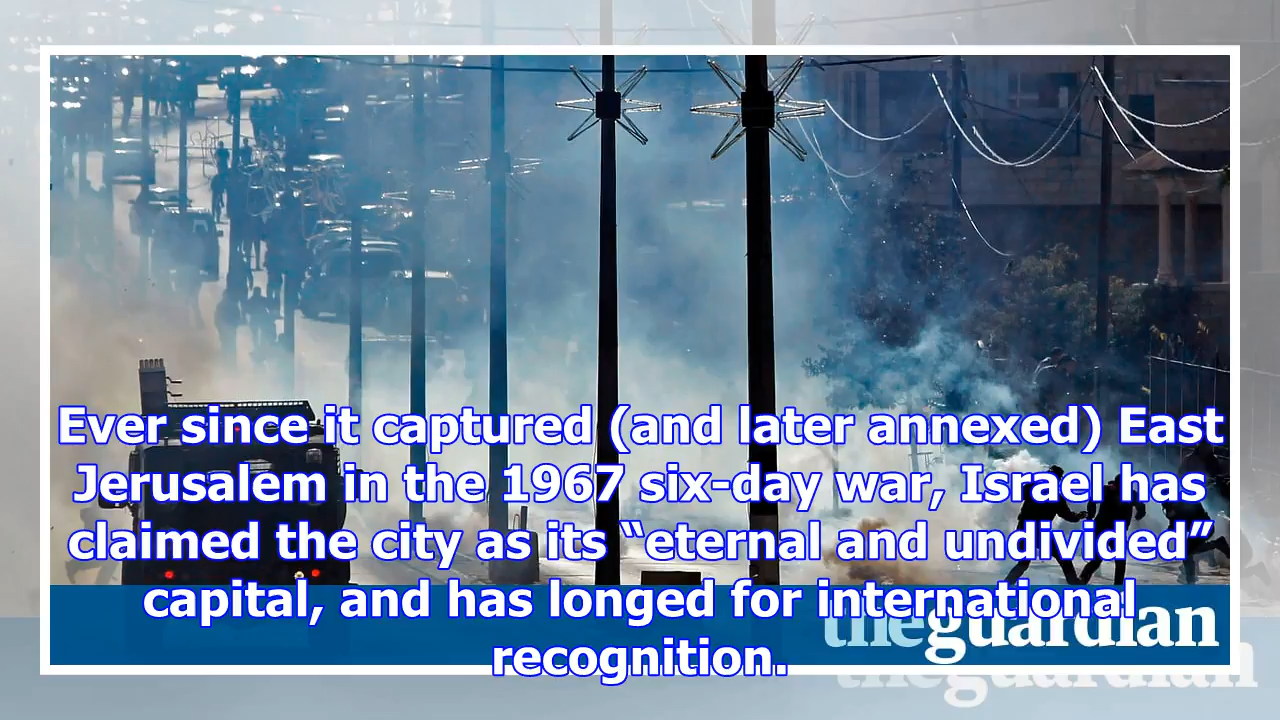 Ever since it captured (and later annexed) East
Jerusalem in the 1967 six-day war, Israel has
claimed the city as its “eternal and undivided”
capital, and has longed for international
recognition.
theguardian
theguardian